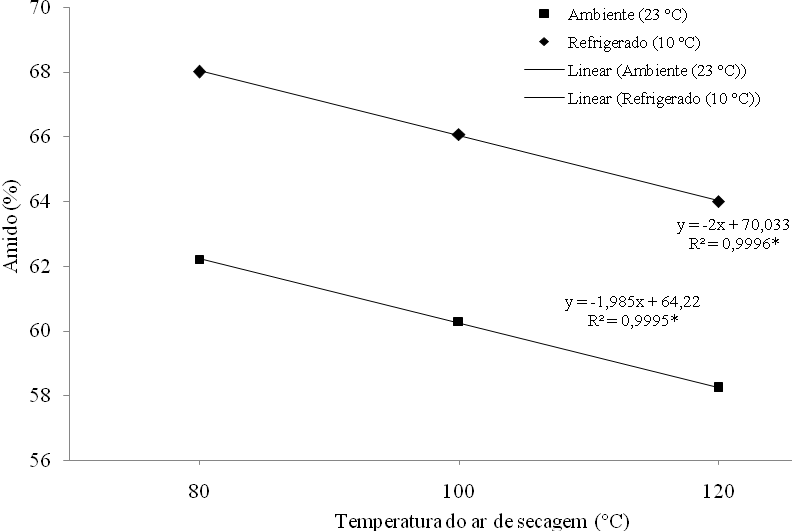 70
68
66
64
62
60
58
56
Amido (%)
Ambiente (23 °C)
Refrigerado (10 °C)
Linear (Ambiente (23 °C))
Linear (Refrigerado (10 °C))
y = -2x + 70,033
R² = 0,9996*
y = -1,985x + 64,22
R² = 0,9995*
80 100 120
Temperatura do ar de secagem (°C)